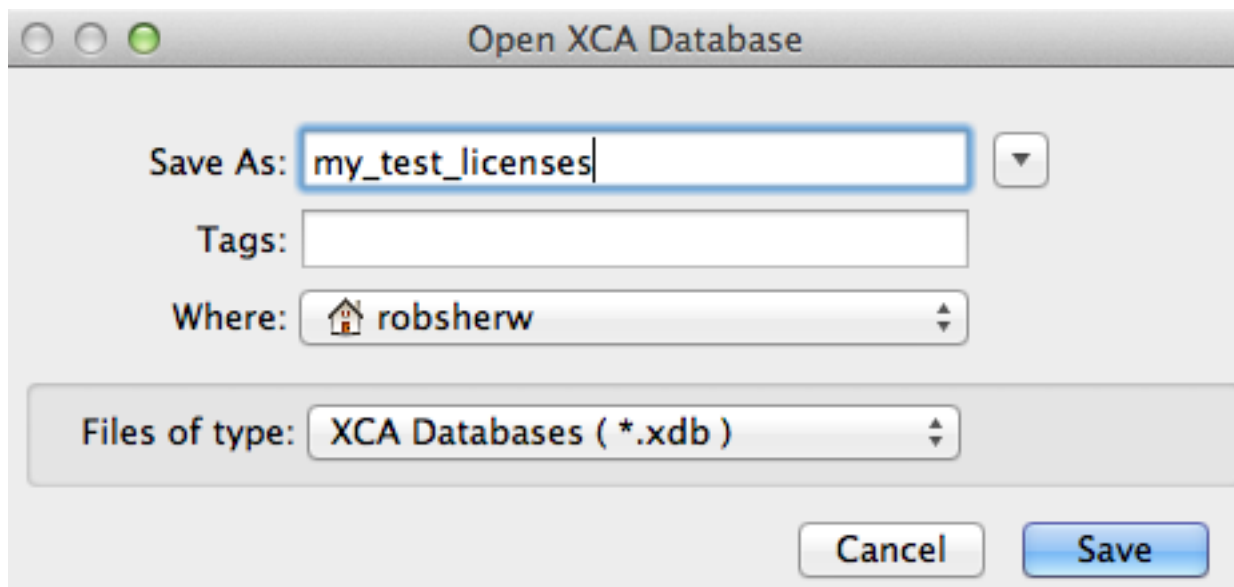 Open XCA Database
Save As: my_test_licenses
Tags:
Where: robsherw
Files of type: XCA Databases ( *.xdb )
Cancel Save